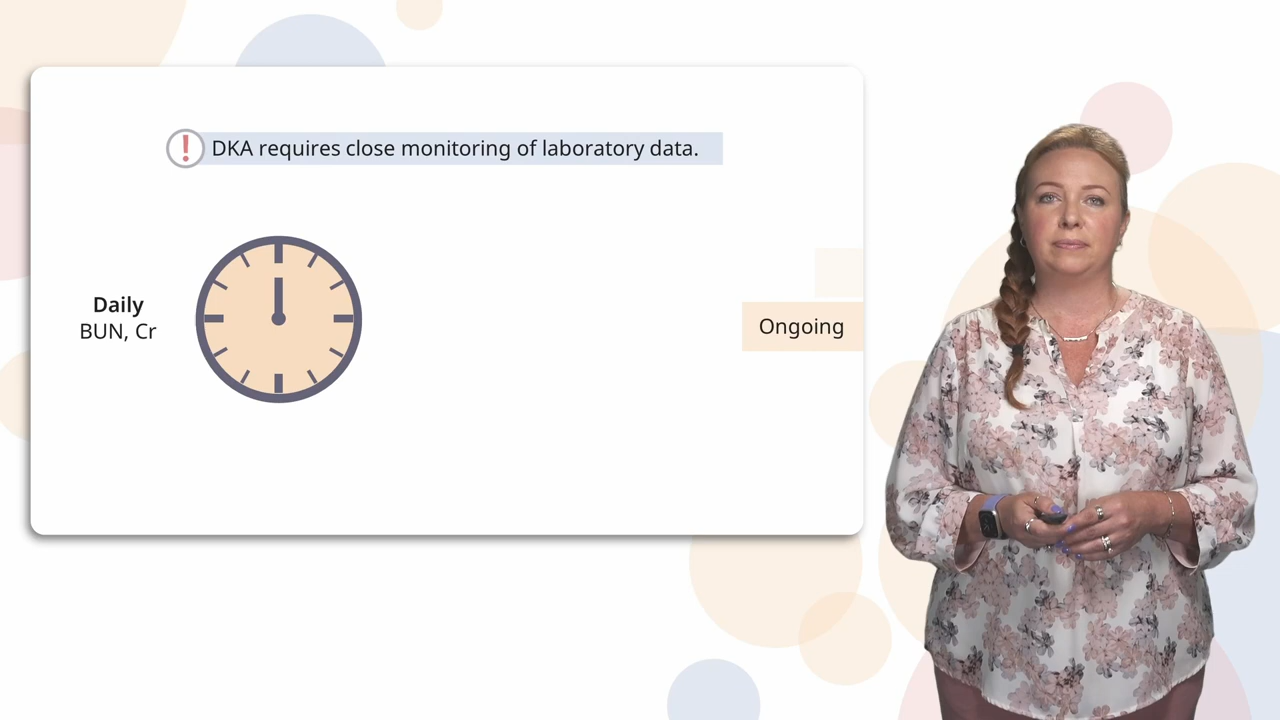 DKA requires close monitoring of laboratory data.
Daily
BUN, Cr
Ongoing